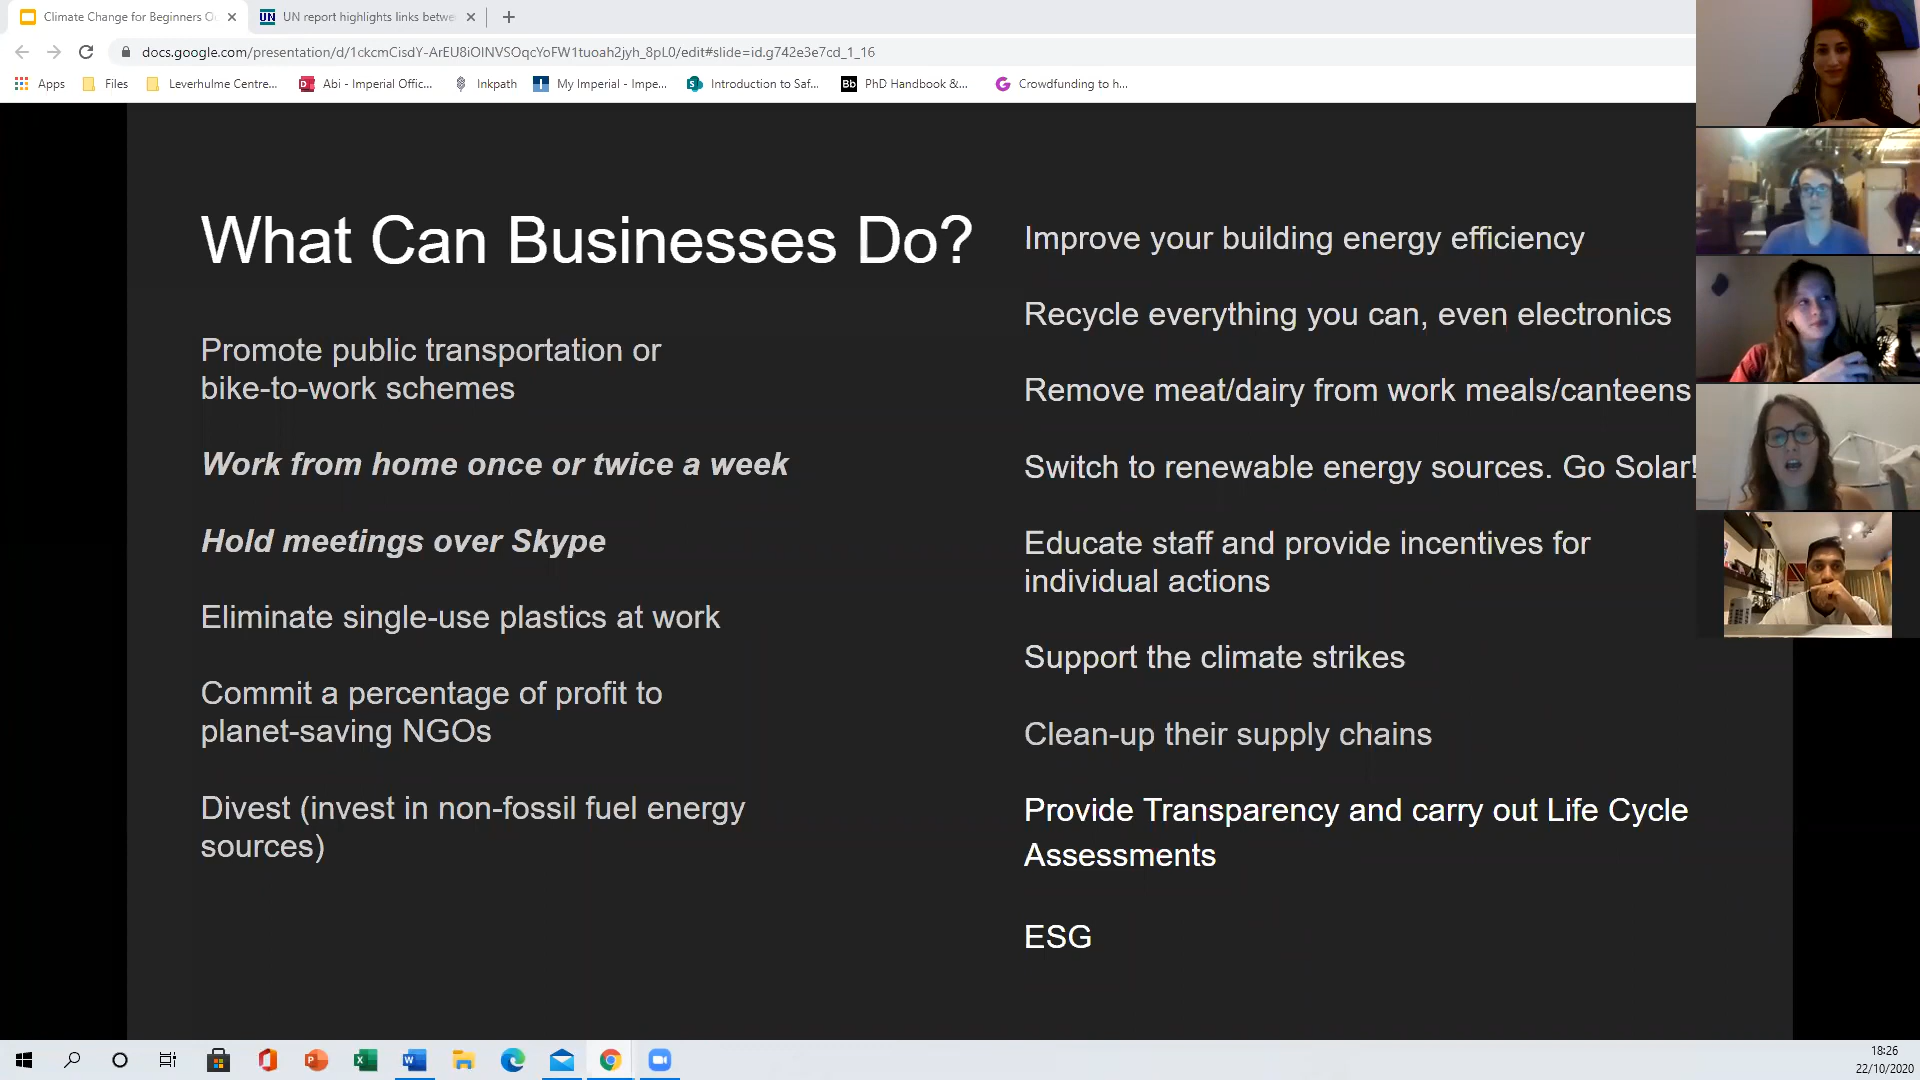 Climate Change for Beginners O
UN report highlights links betwe
docs.google.com/presentation/d/1ckcmCisdY-ArEU8iOlNVSOqcYoFW1tuoah2jyh_8pL0/edit#slide=id.g742e3e7cd_1_16
Apps
Files
Leverhulme Centre...
Abi - Imperial Offic...
Inkpath
My Imperial - Impe...
Introduction to Saf...
Bb PhD Handbook &...
Crowdfunding to h...
What Can Businesses Do?
Promote public transportation or
bike-to-work schemes
Work from home once or twice a week
Hold meetings over Skype
Eliminate single-use plastics at work
Commit a percentage of profit to
planet-saving NGOs
Divest (invest in non-fossil fuel energy
sources)
Improve your building energy efficiency
Recycle everything you can, even electronics
Remove meat/dairy from work meals/canteens
Switch to renewable energy sources. Go Solar!
Educate staff and provide incentives for
individual actions
Support the climate strikes
Clean-up their supply chains
Provide Transparency and carry out Life Cycle
Assessments
ESG
18:26
22/10/2020